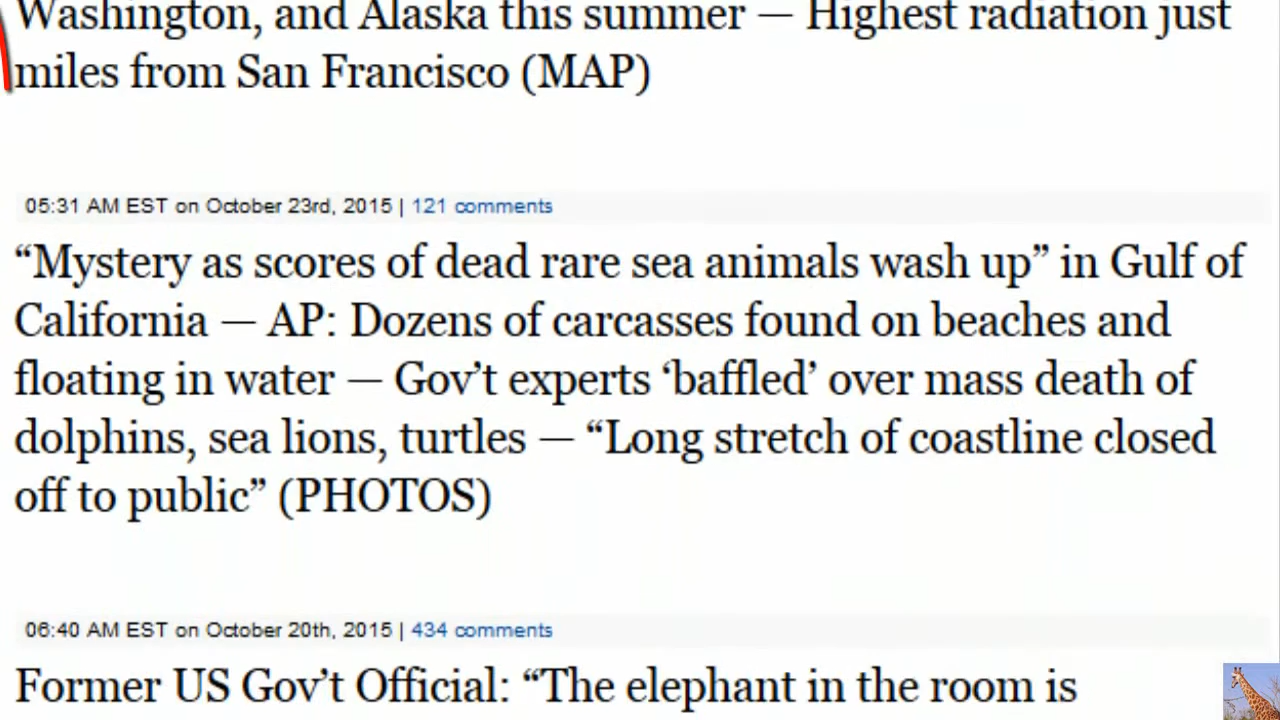 Washington, and Alaska this summer — Highest radiation just
miles from San Francisco (MAP)
05:31 AM EST on October 23rd, 2015 | 121 comments
“Mystery as scores of dead rare sea animals wash up” in Gulf of
California — AP: Dozens of carcasses found on beaches and
floating in water — Gov’t experts ‘baffled’ over mass death of
dolphins, sea lions, turtles — “Long stretch of coastline closed
off to public” (PHOTOS)
06:40 AM EST on October 20th, 2015 | 434 comments
Former US Gov’t Official: “The elephant in the room is